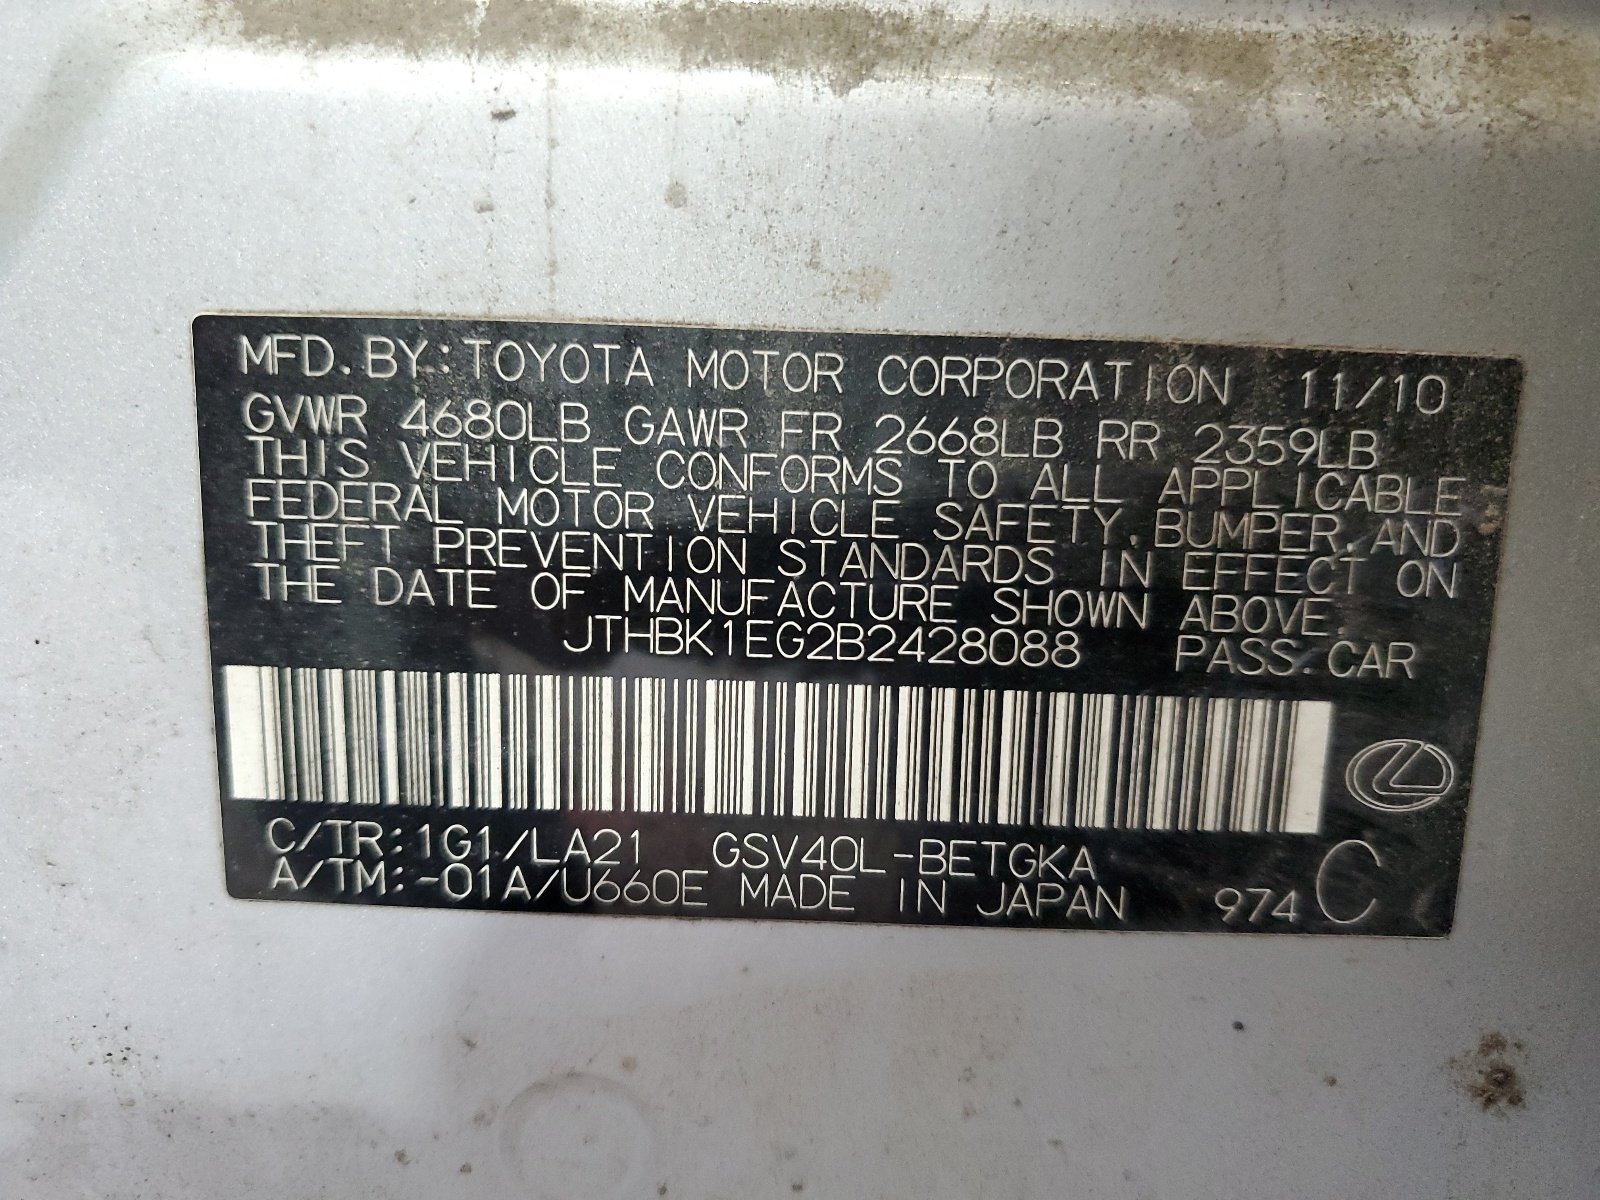 MFD. BY: TOYOTA MOTOR CORPORATION 11/10
GVWR 4680LB GAWR FR 2668LB RR 2359LB
THIS VEHICLE CONFORMS TO ALL APPLICABLE
FEDERAL MOTOR VEHICLE SAFETY, BUMPER, AND
THEFT PREVENTION STANDARDS IN EFFECT ON
THE DATE OF MANUFACTURE SHOWN ABOVE.
JTHBK1EG2B2428088 PASS. CAR
C/TR: 1G1/LA21 GSV40L-BETGKA
A/TM: -01A/U660E MADE IN JAPAN 974 C